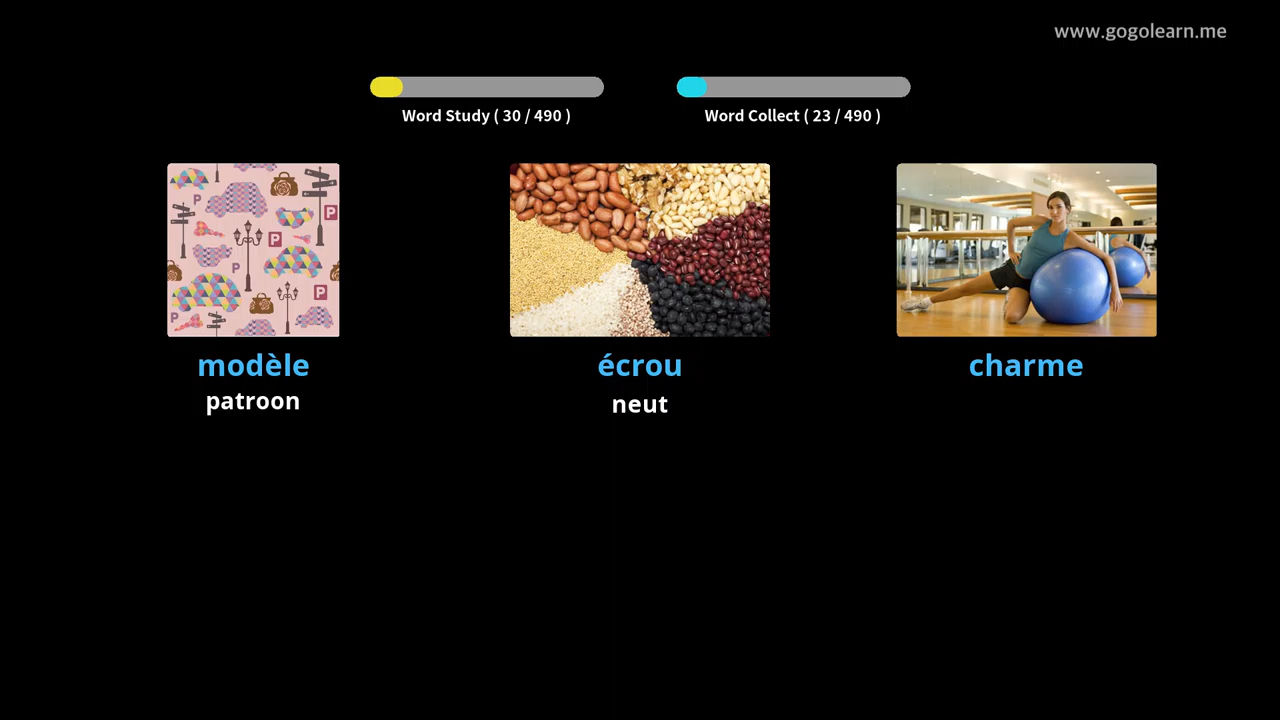 www.gogolearn.me
Word Study ( 30 / 490 )
Word Collect ( 23 / 490 )
P
P
P
P
P
P
modèle
écrou
charme
patroon
neut